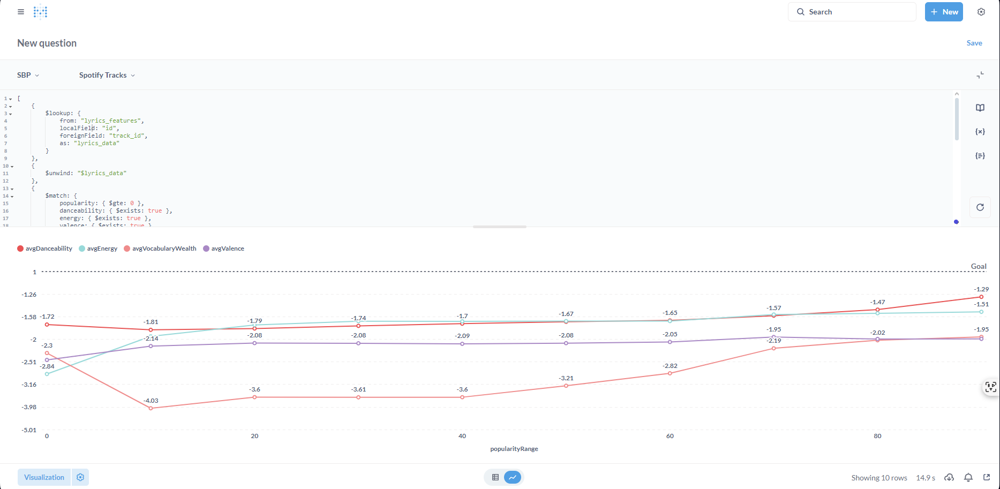 Search
+ New
New question
Save
SBP
Spotify Tracks
1 [
2 {
3 $lookup: {
4 from: "lyrics_features",
5 localField: "id",
6 foreignField: "track_id",
7 as: "lyrics_data"
8 }
9 },
10 {
11 $unwind: "$lyrics_data"
12 },
13 {
14 $match: {
15 popularity: { $gte: 0 },
16 danceability: { $exists: true },
17 energy: { $exists: true },
18 valence: { $exists: true }
avgDanceability avgEnergy avgVocabularyWealth avgValence
Goal
1
-1.26
-1.58
-2
-2.51
-3.16
-3.98
-5.01
-1.72
-1.81
-1.79
-1.74
-1.7
-1.67
-1.65
-1.57
-1.47
-1.29
-1.51
-2.3
-2.14
-2.08
-2.08
-2.09
-2.08
-2.05
-1.95
-2.02
-1.95
-2.84
-4.03
-3.6
-3.61
-3.6
-3.21
-2.82
-2.19
0 20 40 60 80
popularityRange
Visualization
Showing 10 rows 14.9 s